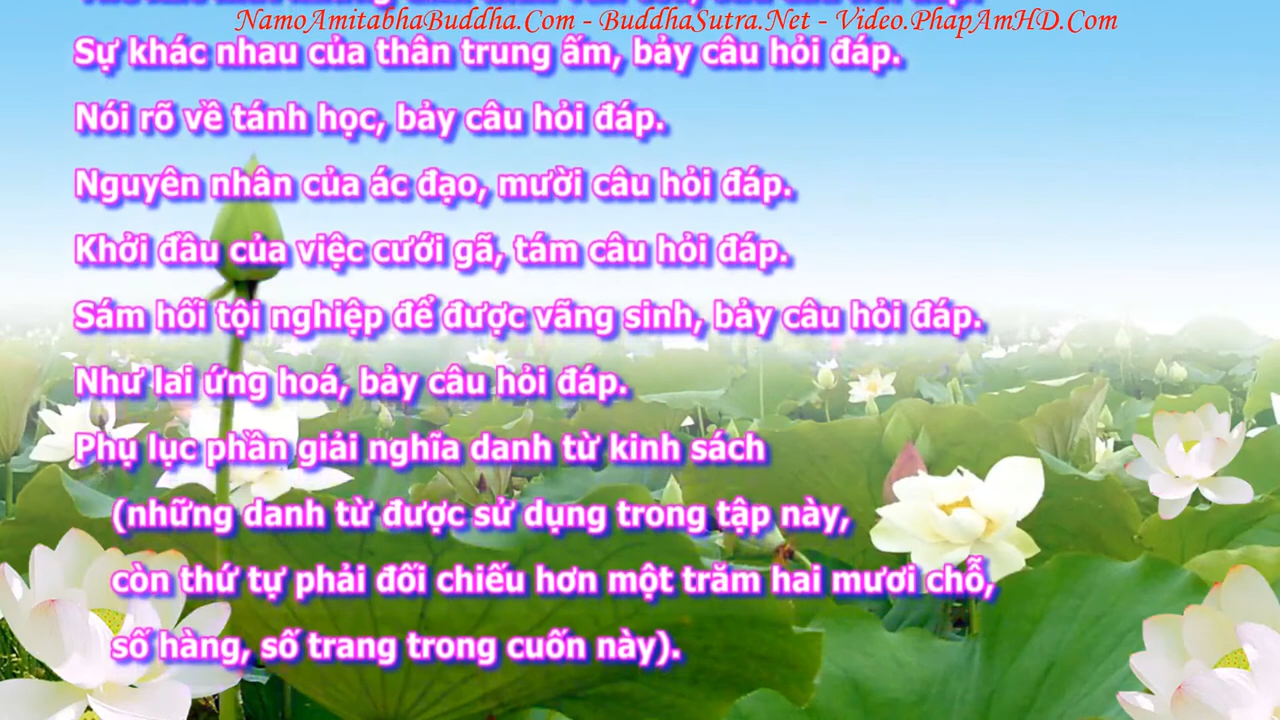 NamoAmitabhaBuddha.Com - BuddhaSutra.Net - Video.PhapAmHD.Com
Sự khác nhau của thân trung ấm, bảy câu hỏi đáp.
Nói rõ về tánh học, bảy câu hỏi đáp.
Nguyên nhân của ác đạo, mười câu hỏi đáp.
Khởi đầu của việc cưới gã, tám câu hỏi đáp.
Sám hối tội nghiệp để được vãng sinh, bảy câu hỏi đáp.
Như lai ứng hoá, bảy câu hỏi đáp.
Phụ lục phần giải nghĩa danh từ kinh sách
(những danh từ được sử dụng trong tập này,
còn thứ tự phải đối chiếu hơn một trăm hai mươi chỗ,
số hàng, số trang trong cuốn này).